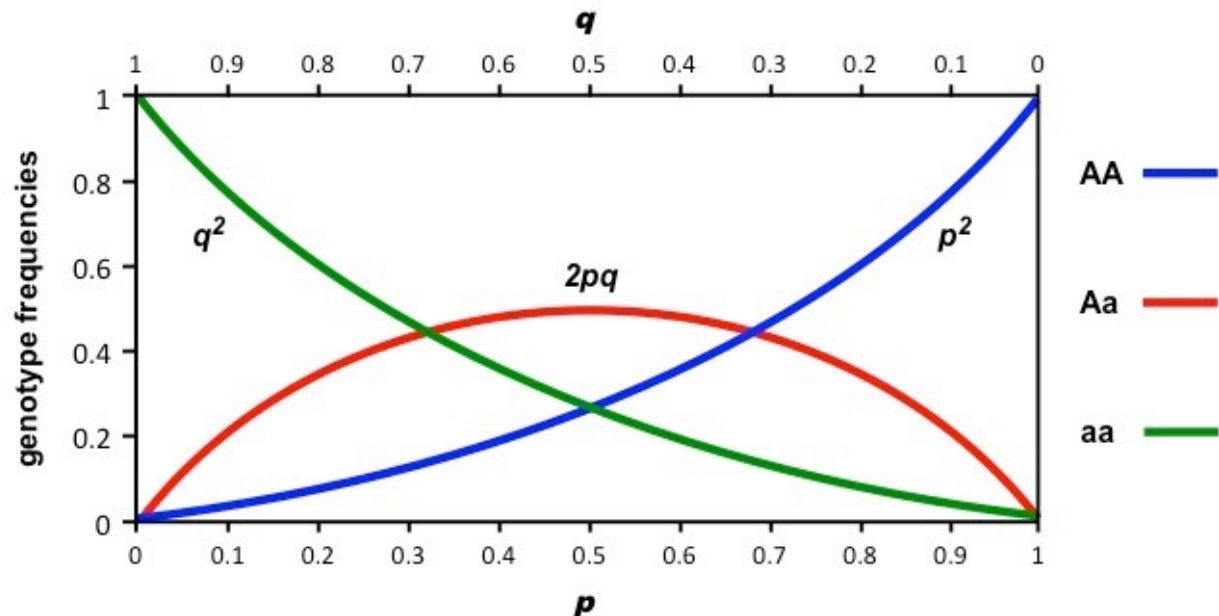 q
1 0.9 0.8 0.7 0.6 0.5 0.4 0.3 0.2 0.1 0
genotype frequencies
1
0.8
0.6
0.4
0.2
0
q²
2pq
p²
0 0.1 0.2 0.3 0.4 0.5 0.6 0.7 0.8 0.9 1
p
AA
Aa
aa